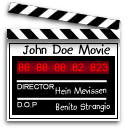 John Doe Movie
00 00 00 02 023
DIRECTOR Hein Mevissen
D.O.P Benito Strangio